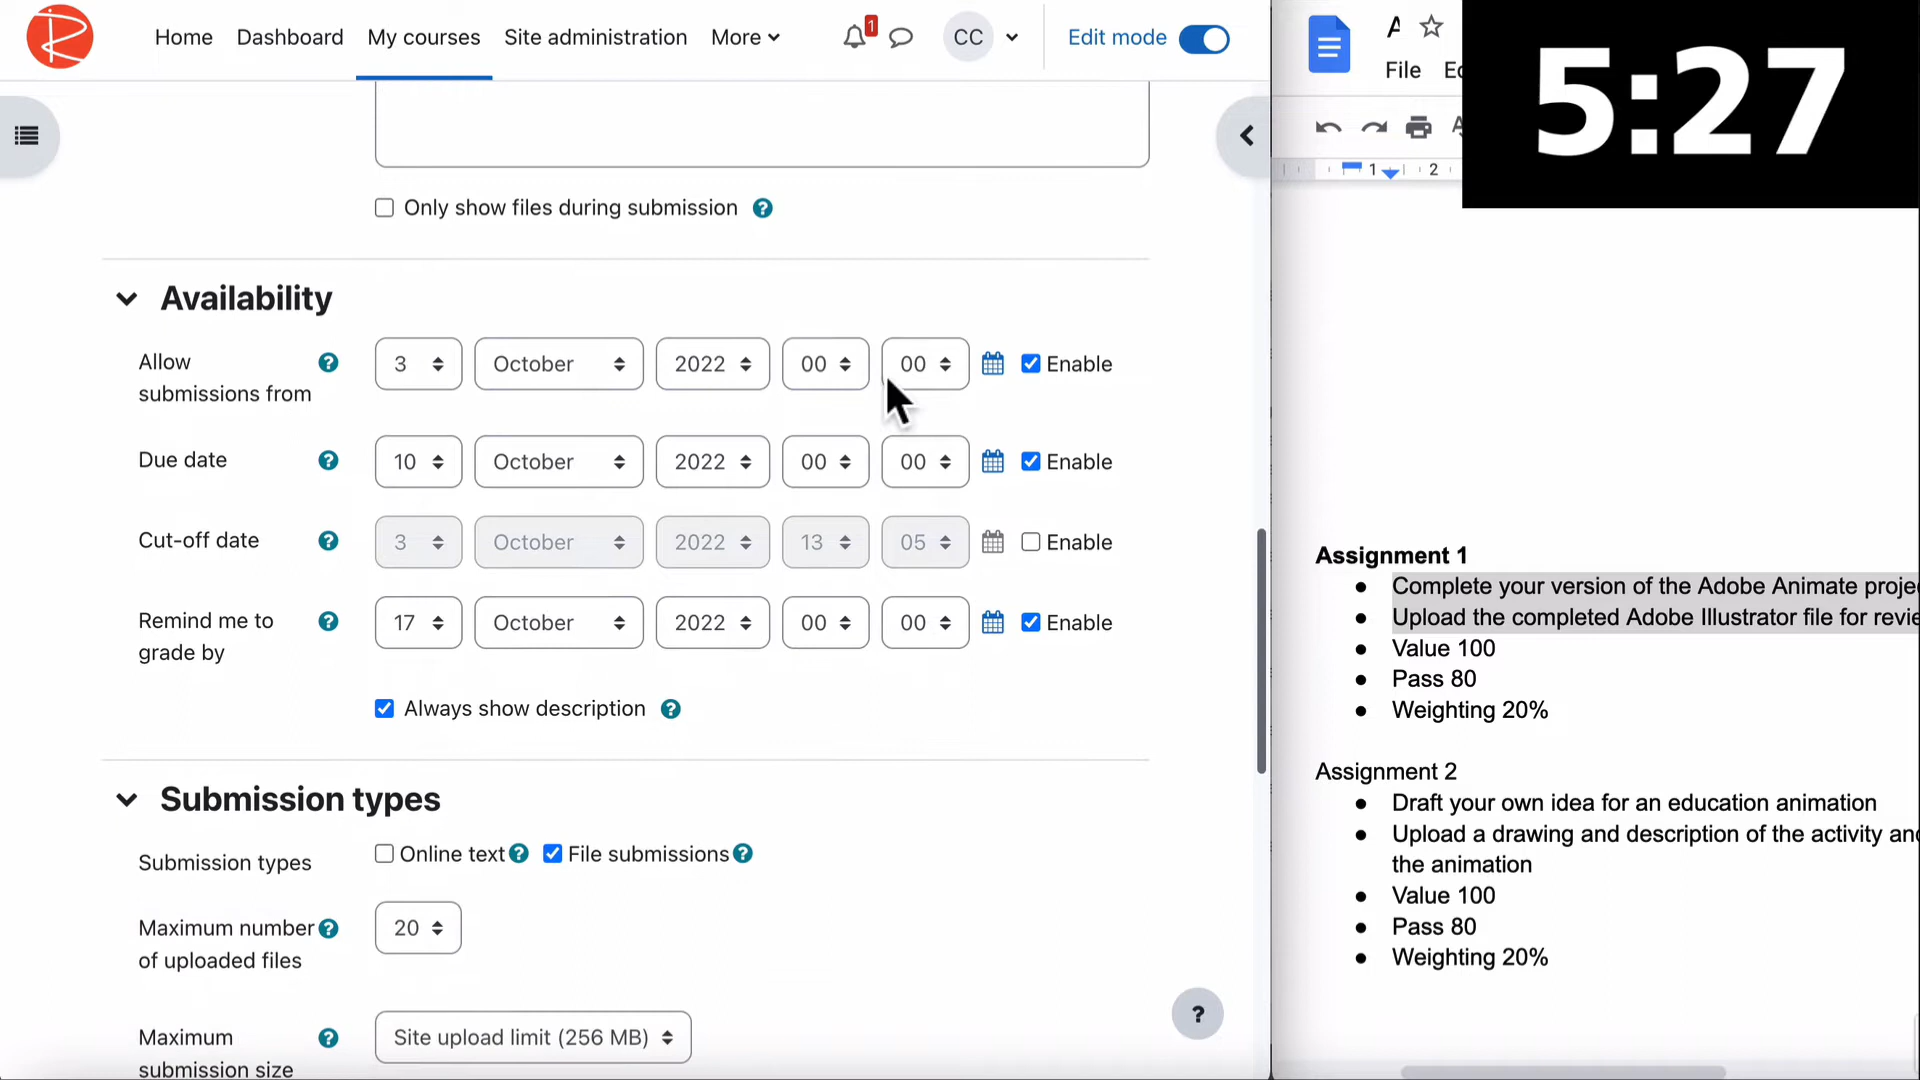 Home Dashboard My courses Site administration More 1 CC Edit mode
Only show files during submission ?
Availability
Allow submissions from ? 3 October 2022 00 00 Enable
Due date ? 10 October 2022 00 00 Enable
Cut-off date ? 3 October 2022 13 05 Enable
Remind me to grade by ? 17 October 2022 00 00 Enable
Always show description ?
Submission types
Submission types Online text ? File submissions ?
Maximum number of uploaded files ? 20
Maximum submission size ? Site upload limit (256 MB)
?
File
5:27
1 2
Assignment 1
● Complete your version of the Adobe Animate
● Upload the completed Adobe Illustrator file for
● Value 100
● Pass 80
● Weighting 20%
Assignment 2
● Draft your own idea for an education animation
● Upload a drawing and description of the activity
the animation
● Value 100
● Pass 80
● Weighting 20%